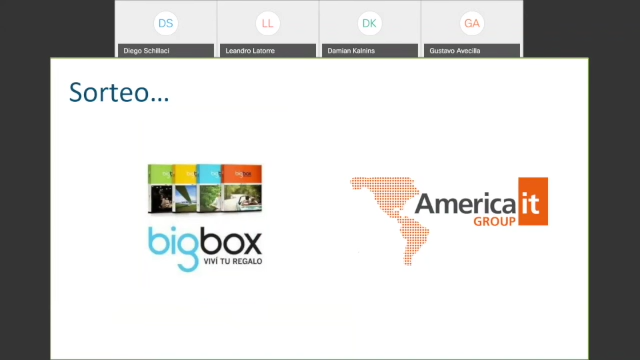 DS
LL
DK
GA
Diego Schillaci
Leandro Latorre
Damian Kalnins
Gustavo Avecilla
Sorteo...
bigbox
bigbox
VIVÍ TU REGALO
America it
GROUP